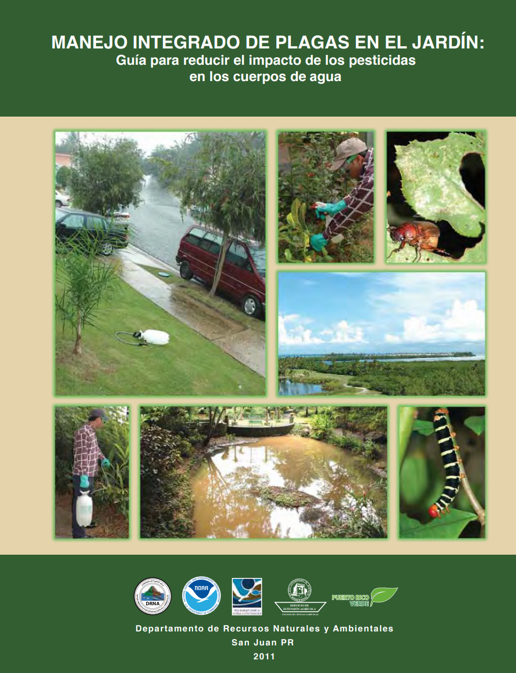 MANEJO INTEGRADO DE PLAGAS EN EL JARDÍN:
Guía para reducir el impacto de los pesticidas
en los cuerpos de agua
DRNA
NOAA
PUERTO RICO
VERDE
Departamento de Recursos Naturales y Ambientales
San Juan PR
2011